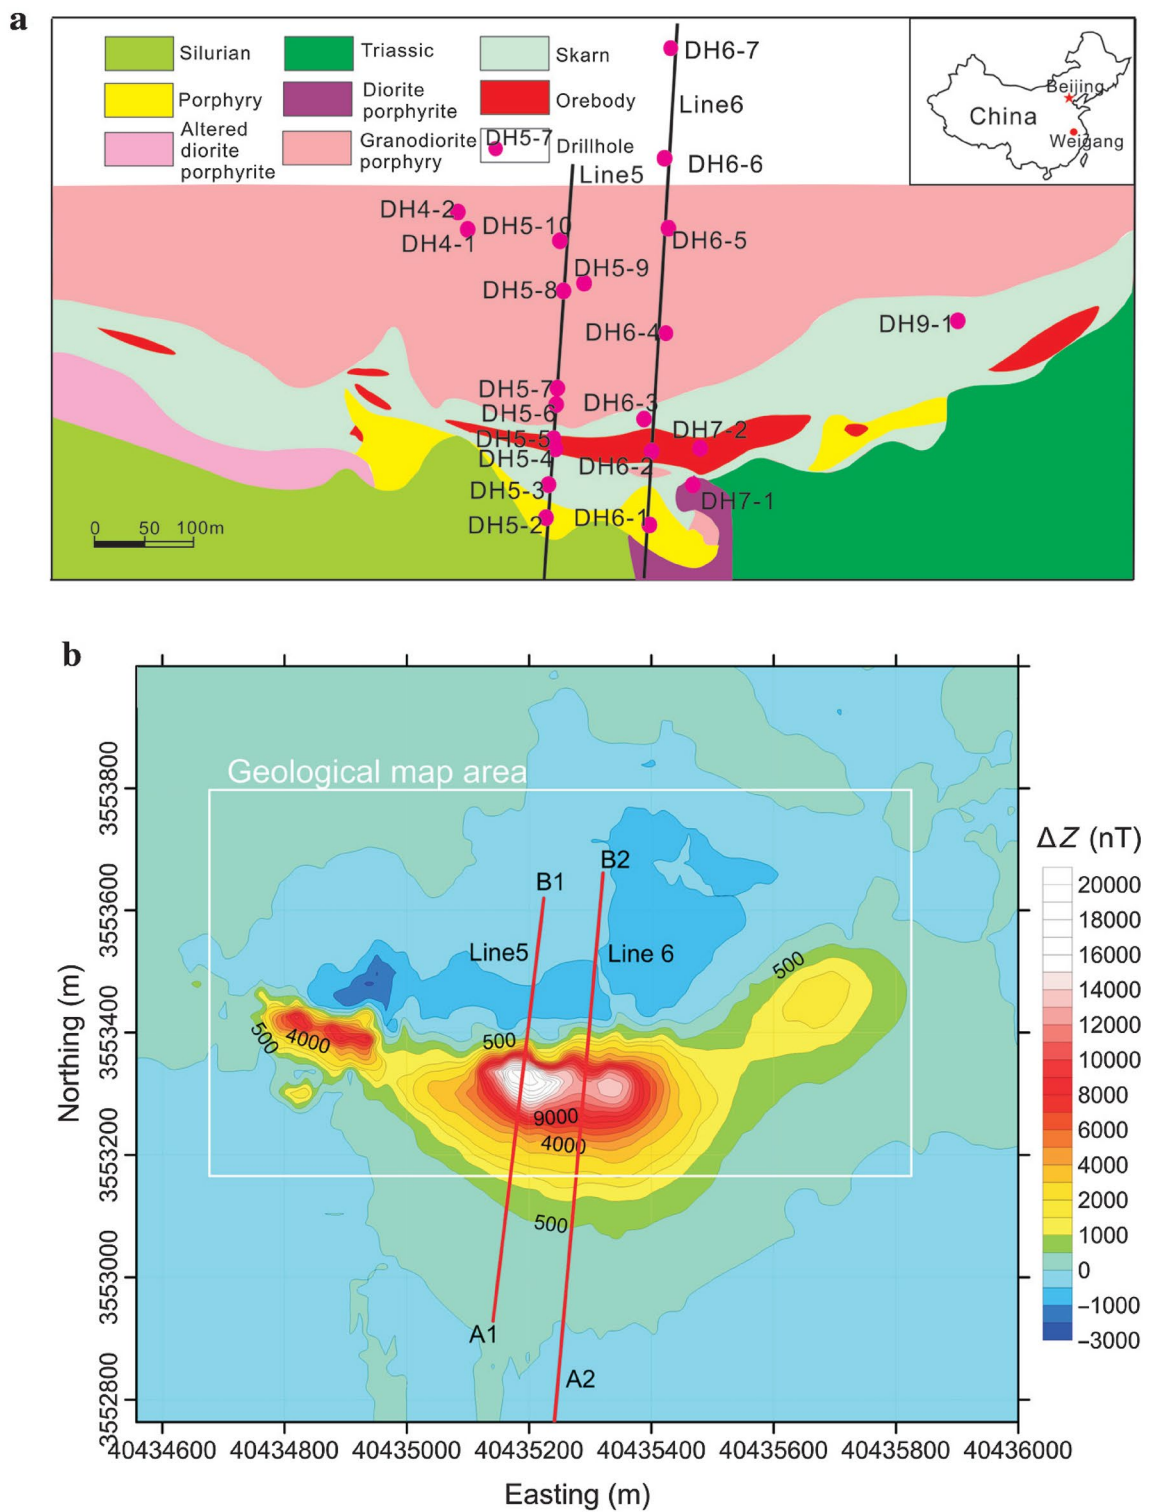 a
Silurian
Triassic
Skarn
Porphyry
Diorite
porphyrite
Orebody
Altered
diorite
porphyrite
Granodiorite
porphyry
DH5-7
Drillhole
Beijing
China
Weigang
DH6-7
Line6
DH6-6
Line5
DH4-2
DH4-1
DH5-10
DH6-5
DH5-9
DH5-8
DH6-4
DH9-1
DH5-7
DH5-6
DH6-3
DH5-5
DH7-2
DH5-4
DH6-2
DH5-3
DH7-1
DH5-2
DH6-1
0 50 100m
b
Geological map area
B2
B1
Line5
Line 6
500
500
4000
500
9000
4000
500
A1
A2
ΔZ (nT)
20000
18000
16000
14000
12000
10000
8000
6000
4000
2000
1000
0
–1000
–3000
3553800
3553600
3553400
3553200
3553000
3552800
Northing (m)
40434600 40434800 40435000 40435200 40435400 40435600 40435800 40436000
Easting (m)